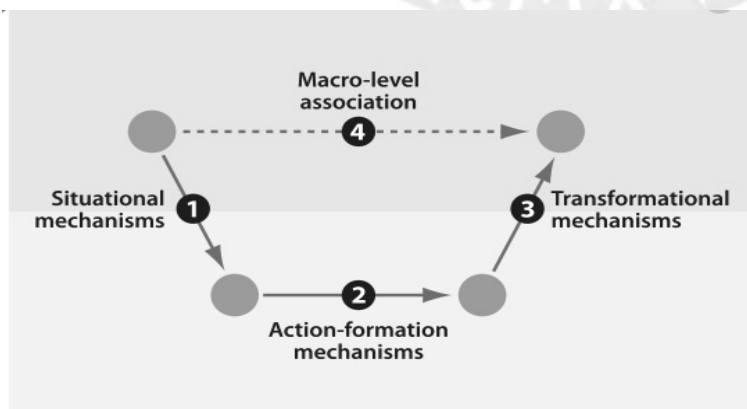 Macro-level
association
4
Situational
mechanisms
1
3
Transformational
mechanisms
2
Action-formation
mechanisms